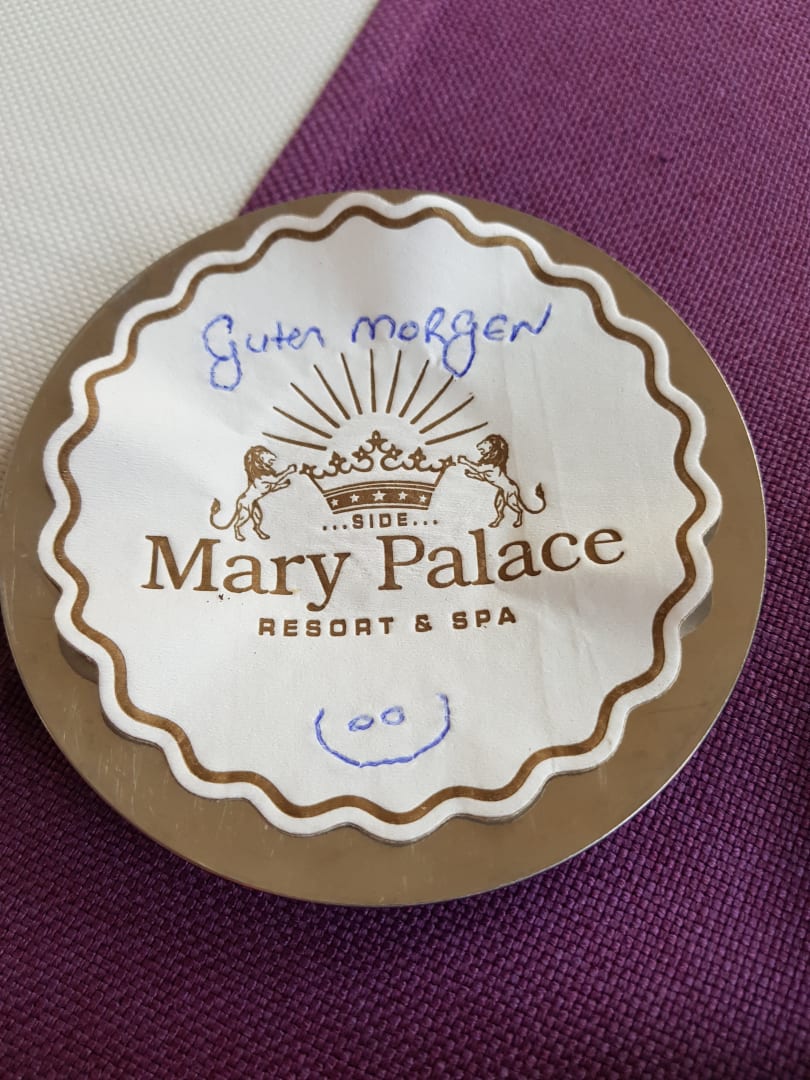 Guten MORGEN
...SIDE...
Mary Palace
RESORT & SPA